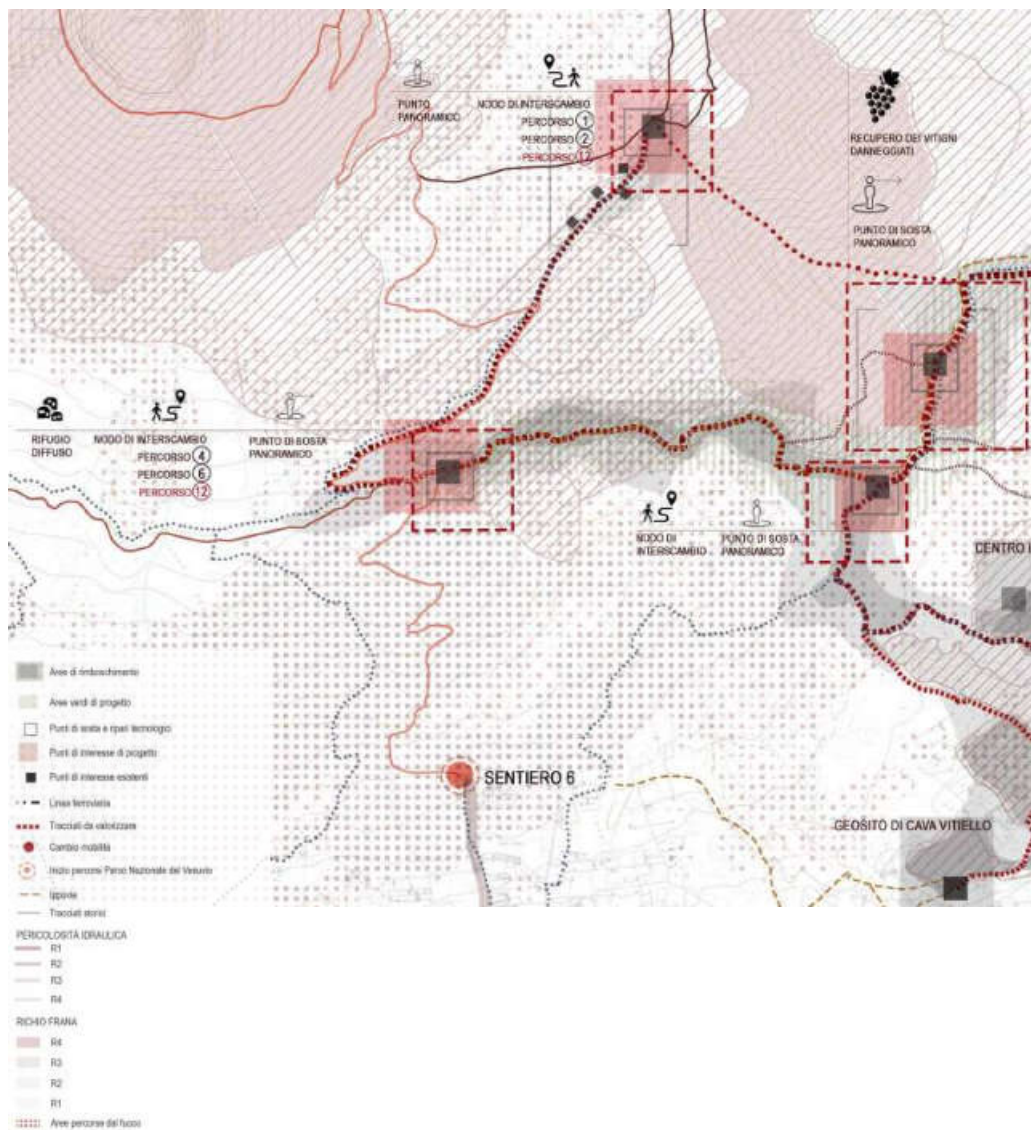 PUNTO
PANORAMICO
NODO DI INTERSCAMBIO
PERCORSO 1
PERCORSO 2
PERCORSO 12
RECUPERO DEI VITIGNI
DANNEGGIATI
PUNTO DI SOSTA
PANORAMICO
RIFUGIO
DIFFUSO
NODO DI INTERSCAMBIO
PERCORSO 4
PERCORSO 6
PERCORSO 12
PUNTO DI SOSTA
PANORAMICO
NODO DI
INTERSCAMBIO
PUNTO DI SOSTA
PANORAMICO
CENTRO
SENTIERO 6
GEOSITO DI CAVA VITIELLO
Aree di rimboschimento
Aree verdi di progetto
Punti di sosta e ripari tecnologici
Punti di interesse di progetto
Punti di interesse esistenti
Linea ferroviaria
Tracciati da valorizzare
Cambio mobilità
Inizio percorsi Parco Nazionale del Vesuvio
Ippovie
Tracciati storici
PERICOLOSITÀ IDRAULICA
R1
R2
R3
R4
RICHIO FRANA
R4
R3
R2
R1
Aree percorse dal fuoco